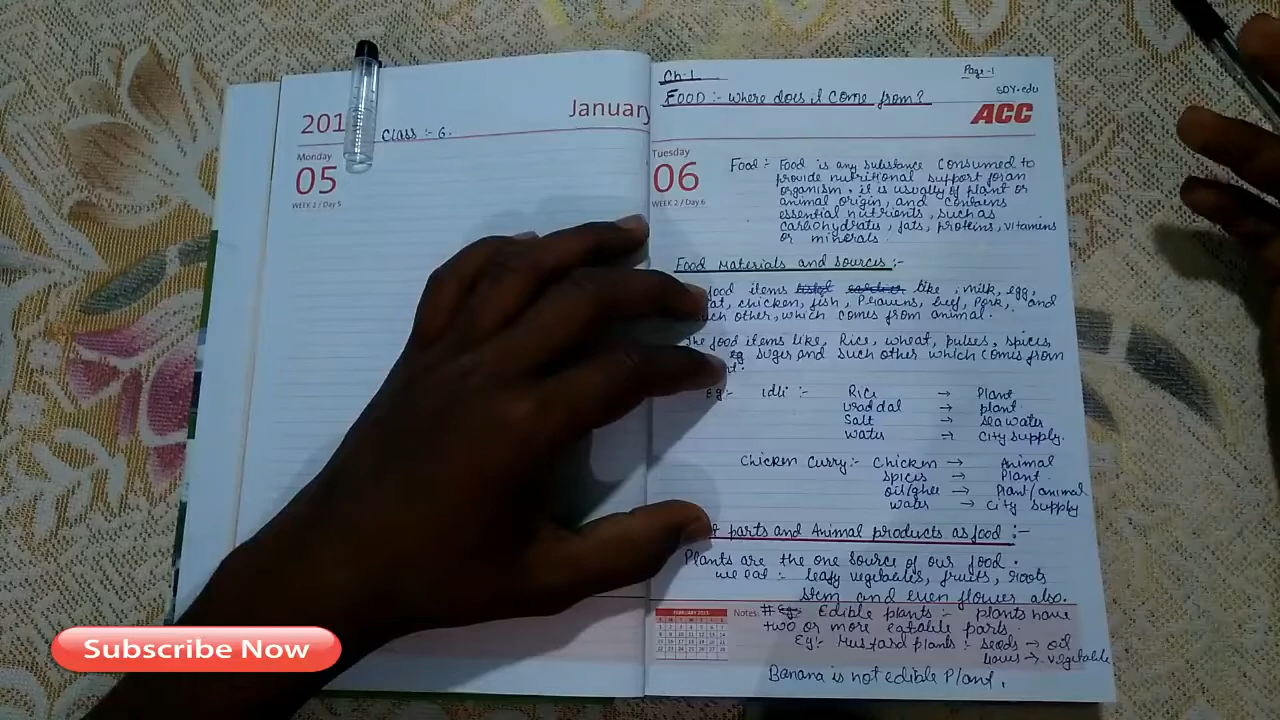 201
January
Class :- 6.
Monday
05
WEEK 2 / Day 5
Ch-1
Page-1
FOOD :- where does it come from?
SDY.edu
ACC
Tuesday
06
WEEK 2 / Day 6
Food :- Food is any substance consumed to
provide nutritional support for an
organism. it is usually of plant or
animal origin, and contains
essential nutrients, such as
carbohydrates, fats, proteins, vitamins
or minerals.
Food Materials and sources :-
food items like, milk, egg,
at, chicken, fish, Prawns, beef, Pork, and
such other, which comes from animal.
The food items like, Rice, wheat, pulses, spices
suger and such other which comes from
t.
Eg :- idli :- Rice → Plant
uraddal → plant
salt → sea water
water → city supply.
Chicken Curry :- Chicken → Animal
spices → Plant
oil/ghee → Plant/animal
water → city supply
t parts and Animal products as food :-
Plants are the one source of our food.
we eat :- leafy vegetables, fruits, roots
stem and even flower also.
FEBRUARY 2015
Notes: # Edible plants :- plants have
two or more eatable parts.
Eg :- Mustard plants :- seeds → oil
leaves → vegetable
Banana is not edible Plant.
Subscribe Now